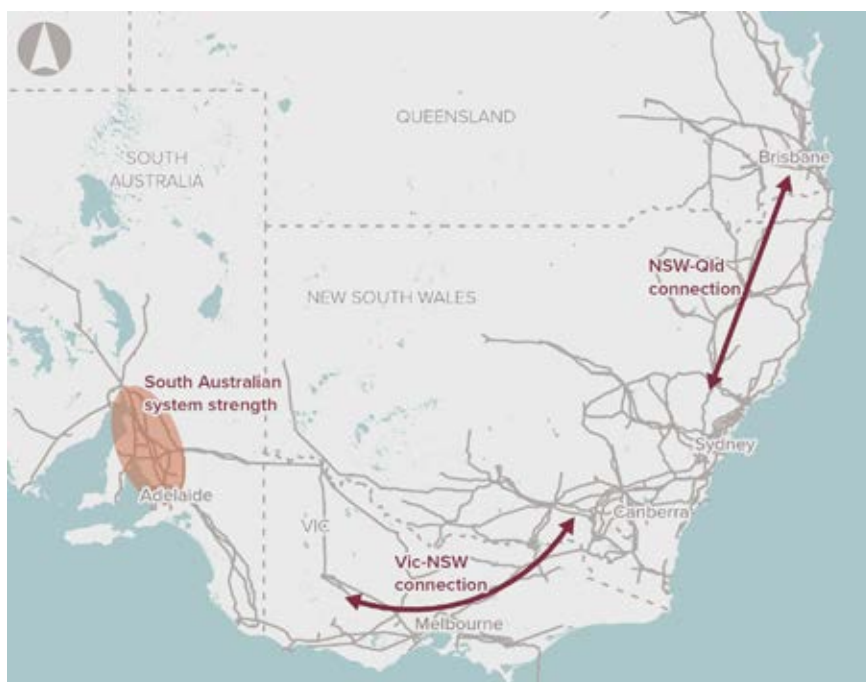 QUEENSLAND
Brisbane
SOUTH
AUSTRALIA
NSW-Qld
connection
NEW SOUTH WALES
South Australian
system strength
Sydney
Adelaide
Canberra
VIC
Vic-NSW
connection
Melbourne